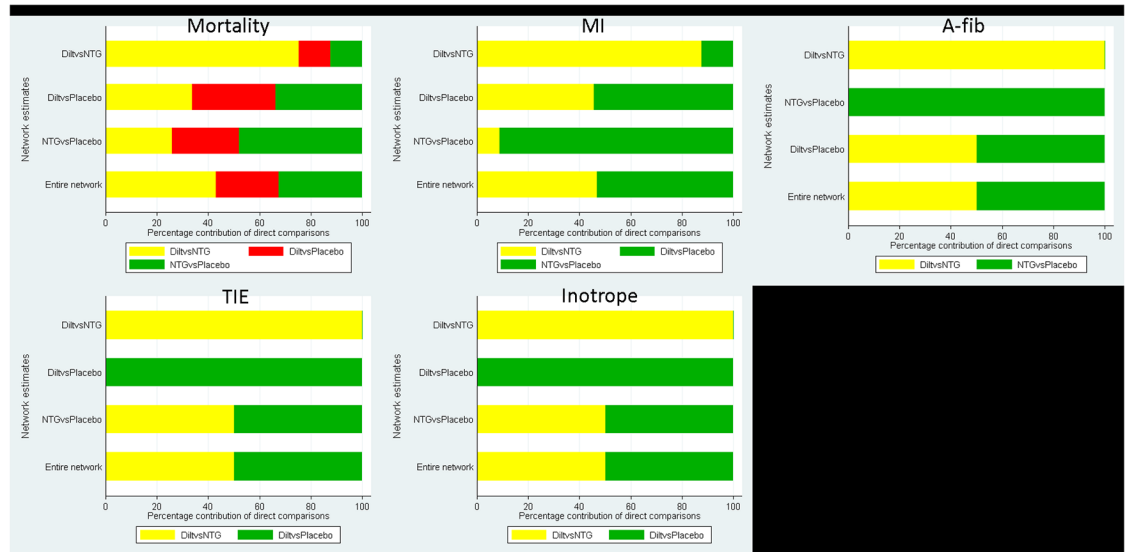 Mortality
Network estimates
DiltvsNTG
DiltvsPlacebo
NTGvsPlacebo
Entire network
0 20 40 60 80 100
Percentage contribution of direct comparisons
DiltvsNTG DiltvsPlacebo
NTGvsPlacebo
MI
Network estimates
DiltvsNTG
DiltvsPlacebo
NTGvsPlacebo
Entire network
0 20 40 60 80 100
Percentage contribution of direct comparisons
DiltvsNTG DiltvsPlacebo
NTGvsPlacebo
A-fib
Network estimates
DiltvsNTG
NTGvsPlacebo
DiltvsPlacebo
Entire network
0 20 40 60 80 100
Percentage contribution of direct comparisons
DiltvsNTG NTGvsPlacebo
TIE
Network estimates
DiltvsNTG
DiltvsPlacebo
NTGvsPlacebo
Entire network
0 20 40 60 80 100
Percentage contribution of direct comparisons
DiltvsNTG DiltvsPlacebo
Inotrope
Network estimates
DiltvsNTG
DiltvsPlacebo
NTGvsPlacebo
Entire network
0 20 40 60 80 100
Percentage contribution of direct comparisons
DiltvsNTG DiltvsPlacebo